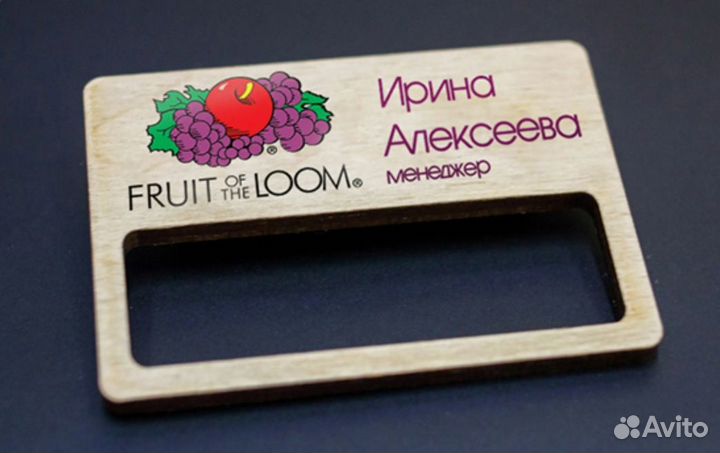 FRUIT OF THE LOOM®
®
Ирина
Алексеева
менеджер
Avito